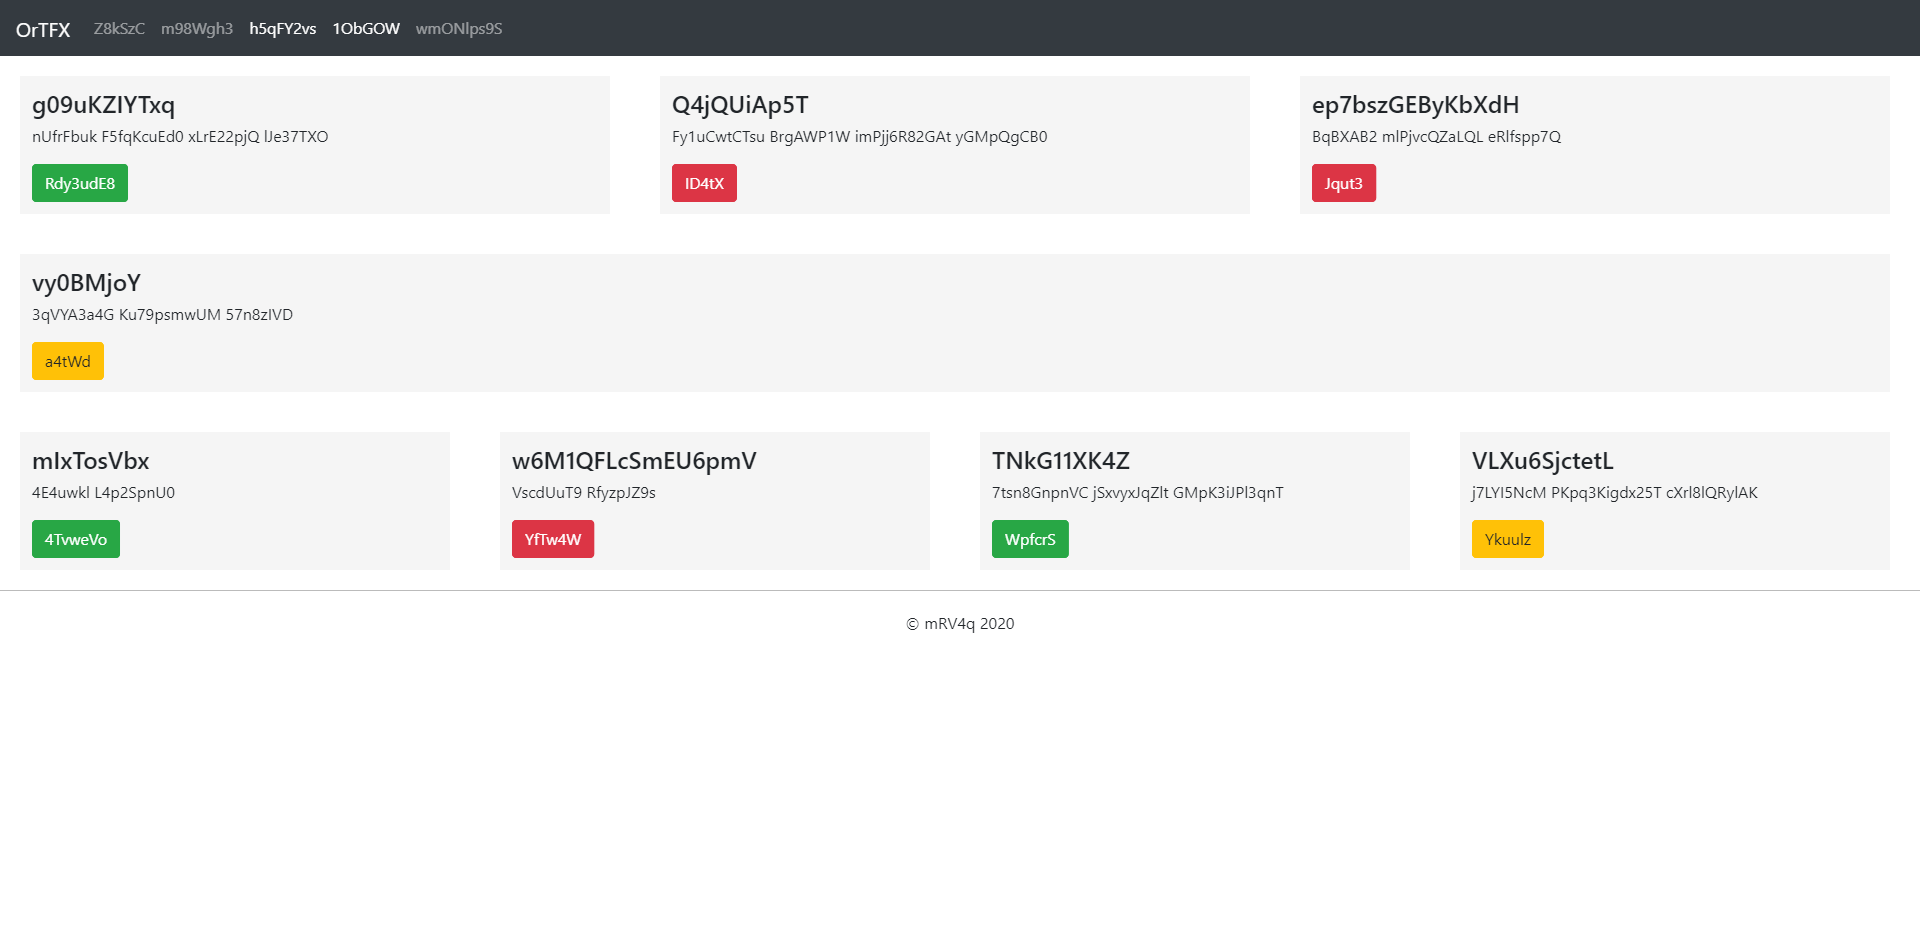 OrTFX Z8kSzC m98Wgh3 h5qFY2vs 1ObGOW wmONlps9S
g09uKZIYTxq
nUfrFbuk F5fqKcuEd0 xLrE22pjQ lJe37TXO
Rdy3udE8
Q4jQUiAp5T
Fy1uCwtCTsu BrgAWP1W imPjj6R82GAt yGMpQgCB0
ID4tX
ep7bszGEByKbXdH
BqBXAB2 mlPjvcQZaLQL eRlfspp7Q
Jqut3
vy0BMjoY
3qVYA3a4G Ku79psmwUM 57n8zIVD
a4tWd
mIxTosVbx
4E4uwkl L4p2SpnU0
4TvweVo
w6M1QFLcSmEU6pmV
VscdUuT9 RfyzpJZ9s
YfTw4W
TNkG11XK4Z
7tsn8GnpnVC jSxvyxJqZlt GMpK3iJPl3qnT
WpfcrS
VLXu6SjctetL
j7LYI5NcM PKpq3Kigdx25T cXrl8lQRylAK
Ykuulz
© mRV4q 2020